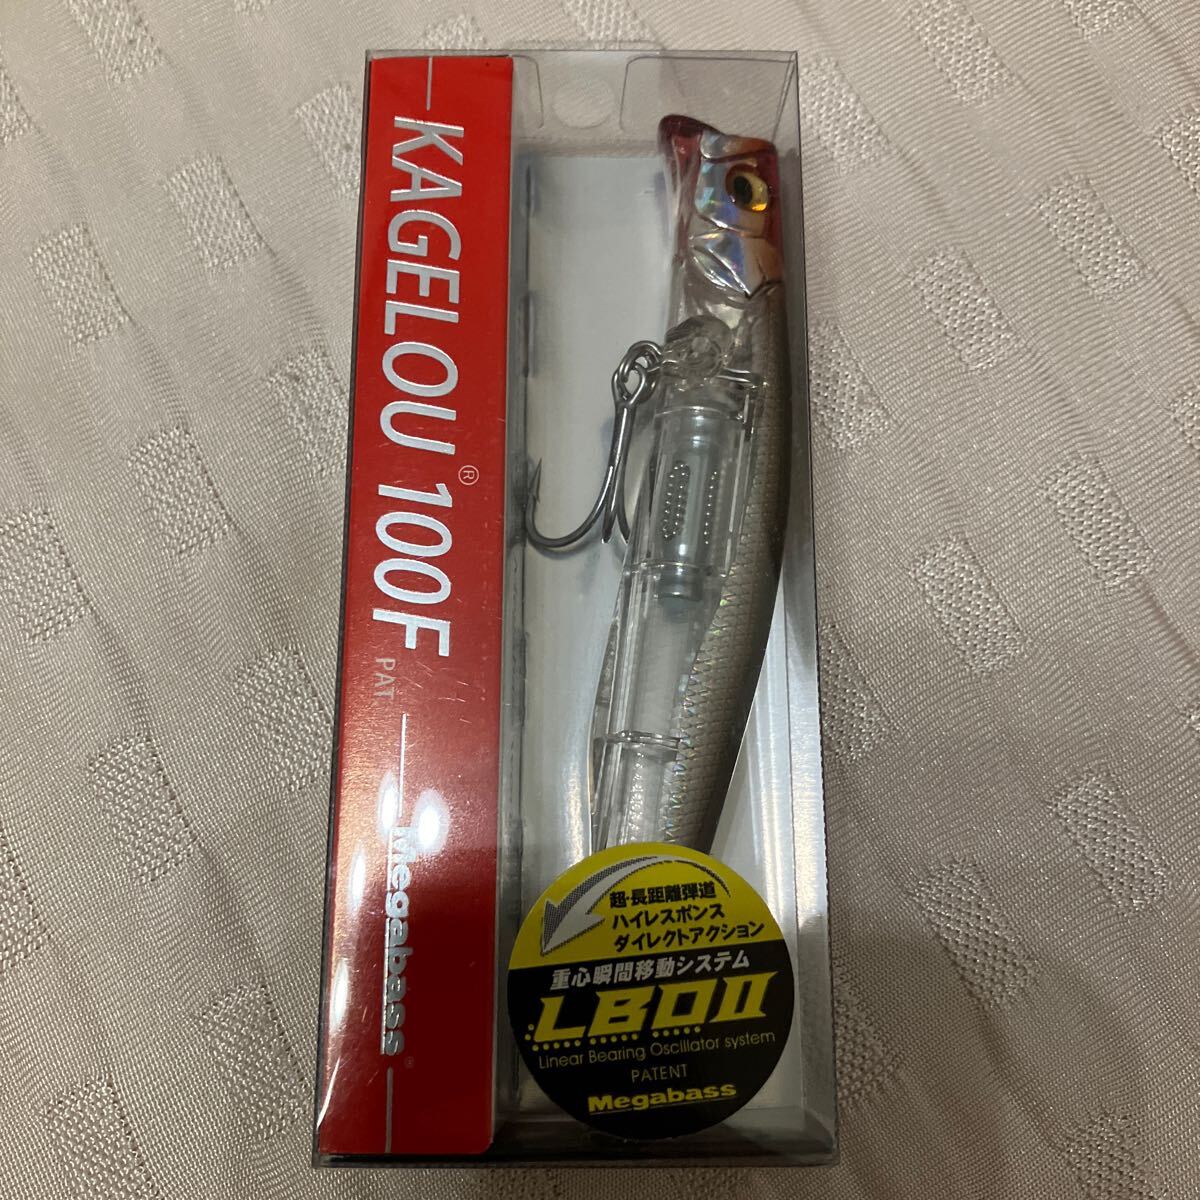 KAGELOU® 100F
PAT
Megabass®
超・長距離弾道
ハイレスポンス
ダイレクトアクション
重心瞬間移動システム
LBOII
Linear Bearing Oscillator system
PATENT
Megabass